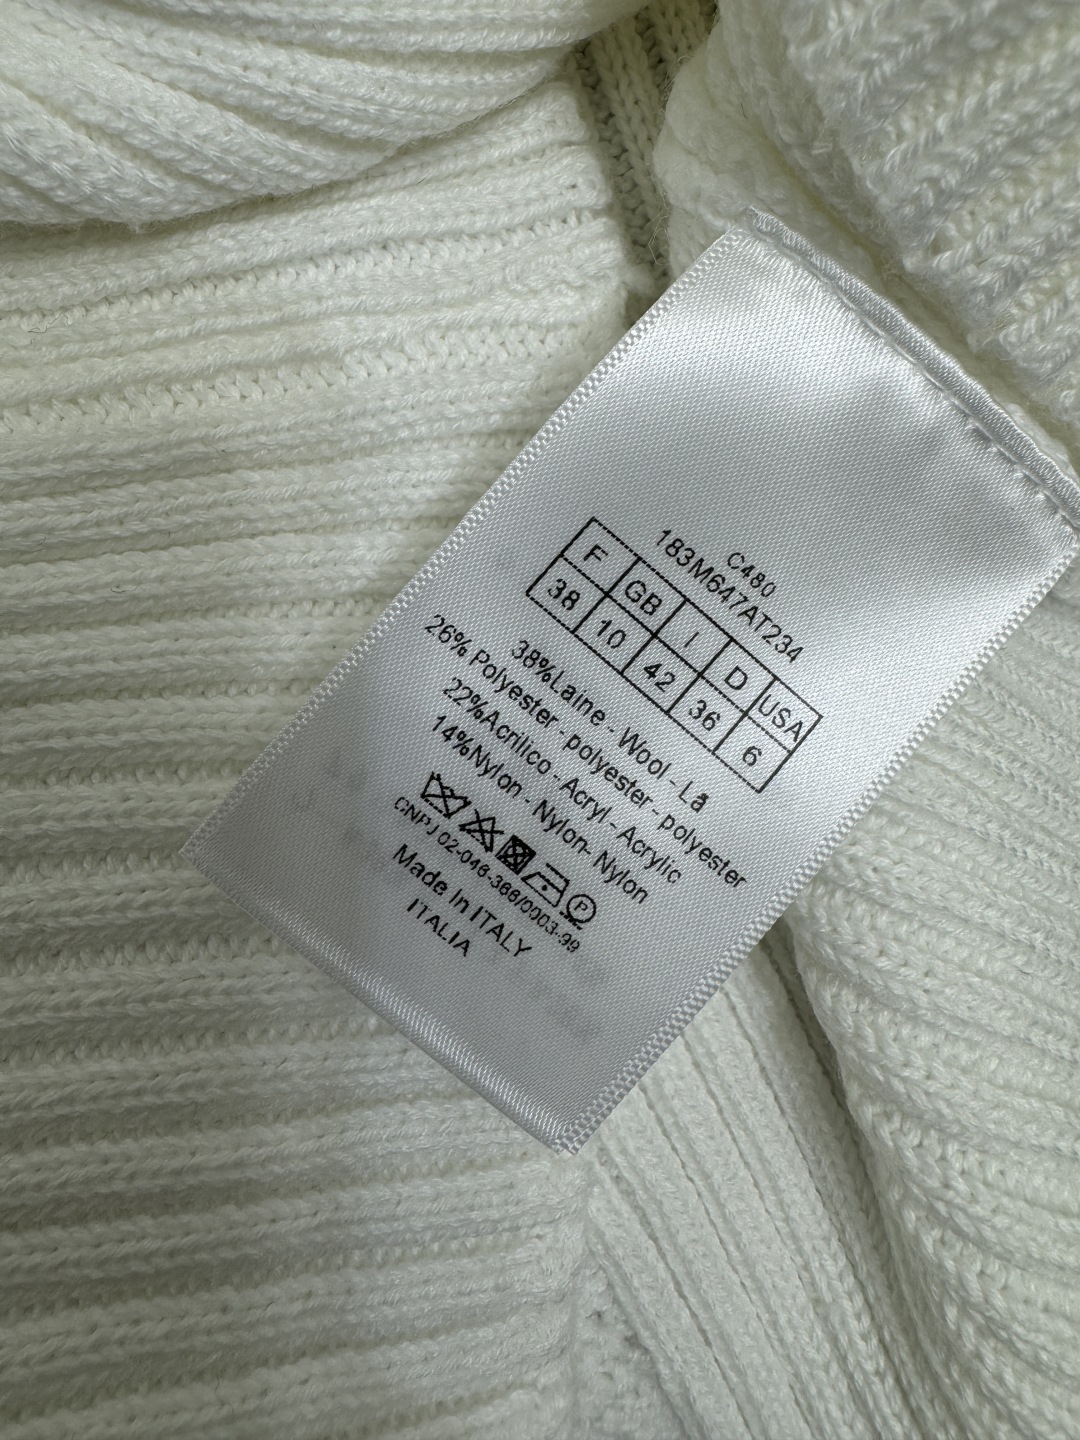 C480
183M647AT234
F GB I D USA
38 10 42 36 6
38%Laine - Wool - Lã
26% Polyester - polyester - polyester
22%Acrilico - Acryl - Acrylic
14%Nylon - Nylon- Nylon
P
CNPJ 02-046-366/0003-99
Made In ITALY
ITALIA